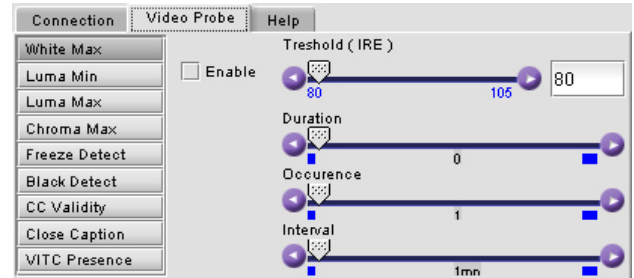 Connection Video Probe Help
White Max
Luma Min
Luma Max
Chroma Max
Freeze Detect
Black Detect
CC Validity
Close Caption
VITC Presence
Enable
Treshold ( IRE )
80 105 80
Duration
0
Occurence
1
Interval
1mn